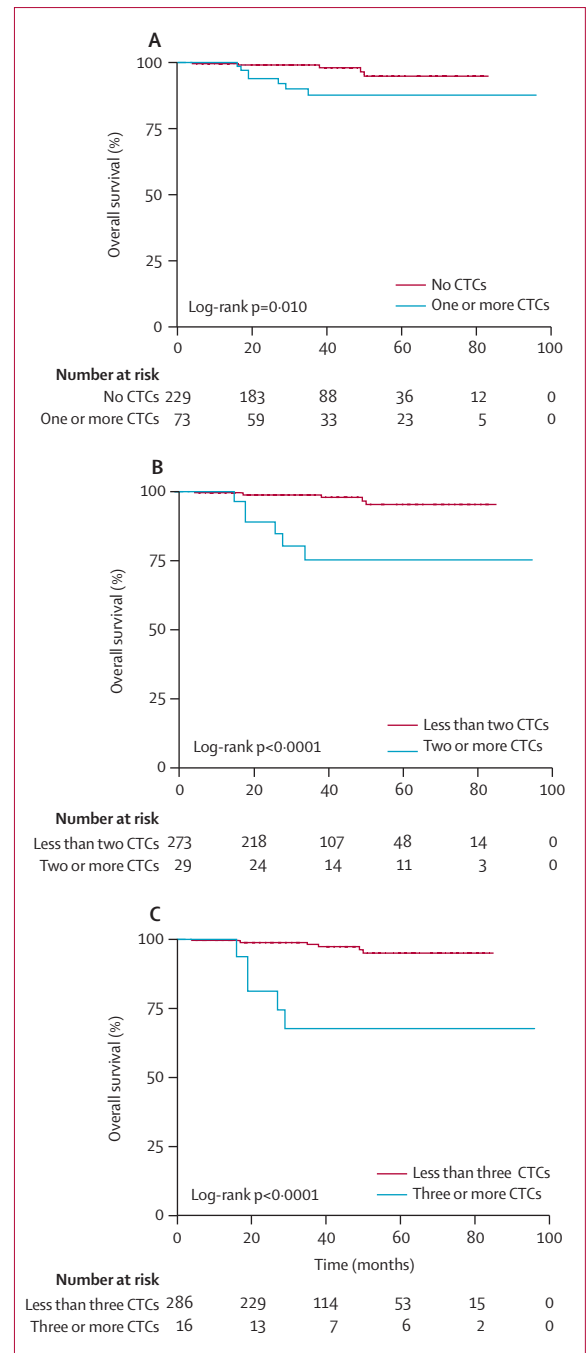 A
100
75
50
25
0
Overall survival (%)
No CTCs
One or more CTCs
Log-rank p=0·010
0 20 40 60 80 100
Number at risk
No CTCs 229 183 88 36 12 0
One or more CTCs 73 59 33 23 5 0
B
100
75
50
25
0
Overall survival (%)
Less than two CTCs
Two or more CTCs
Log-rank p<0·0001
0 20 40 60 80 100
Number at risk
Less than two CTCs 273 218 107 48 14 0
Two or more CTCs 29 24 14 11 3 0
C
100
75
50
25
0
Overall survival (%)
Less than three CTCs
Three or more CTCs
Log-rank p<0·0001
0 20 40 60 80 100
Time (months)
Number at risk
Less than three CTCs 286 229 114 53 15 0
Three or more CTCs 16 13 7 6 2 0